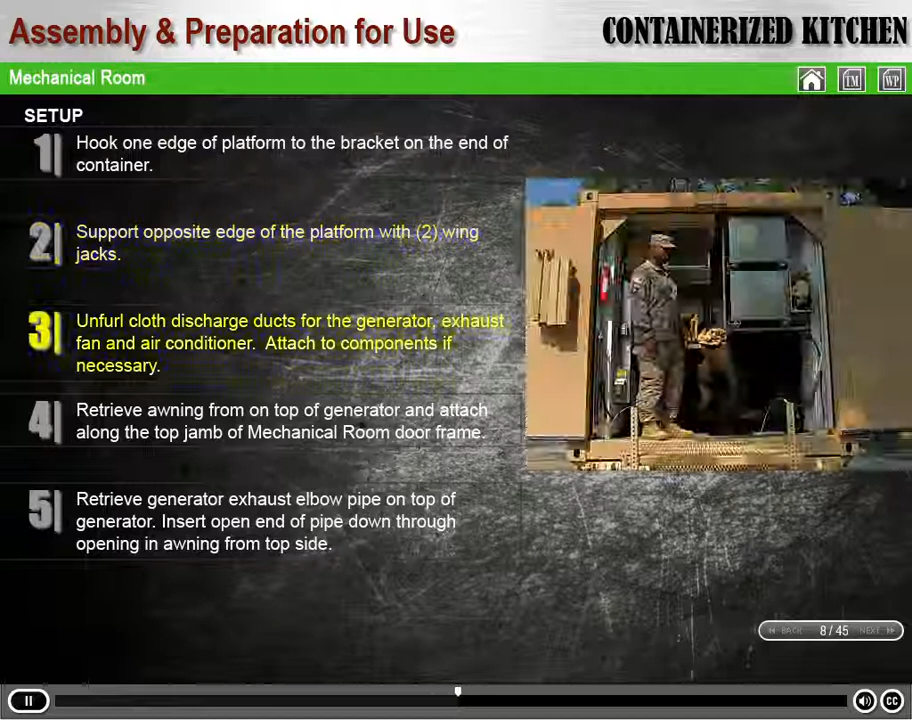 Assembly & Preparation for Use
CONTAINERIZED KITCHEN
Mechanical Room
TM
WP
SETUP
1
Hook one edge of platform to the bracket on the end of
container.
2
Support opposite edge of the platform with (2) wing
jacks.
3
Unfurl cloth discharge ducts for the generator, exhaust
fan and air conditioner. Attach to components if
necessary.
4
Retrieve awning from on top of generator and attach
along the top jamb of Mechanical Room door frame.
5
Retrieve generator exhaust elbow pipe on top of
generator. Insert open end of pipe down through
opening in awning from top side.
BACK 8 / 45 NEXT
CC